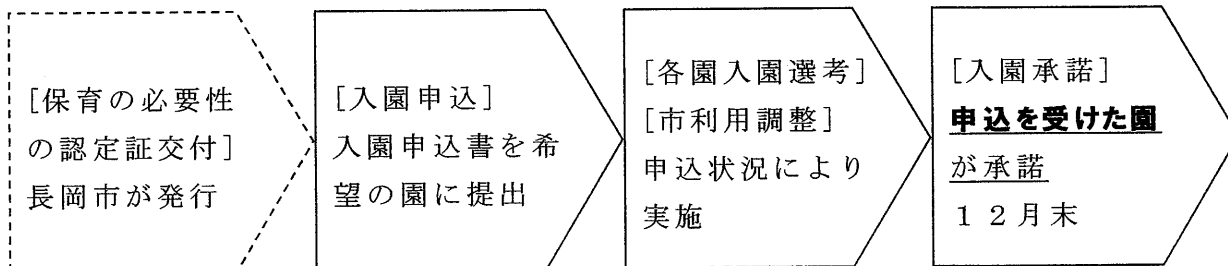 [保育の必要性
の認定証交付]
長岡市が発行
[入園申込]
入園申込書を希
望の園に提出
[各園入園選考]
[市利用調整]
申込状況により
実施
[入園承諾]
申込を受けた園
が承諾
１２月末